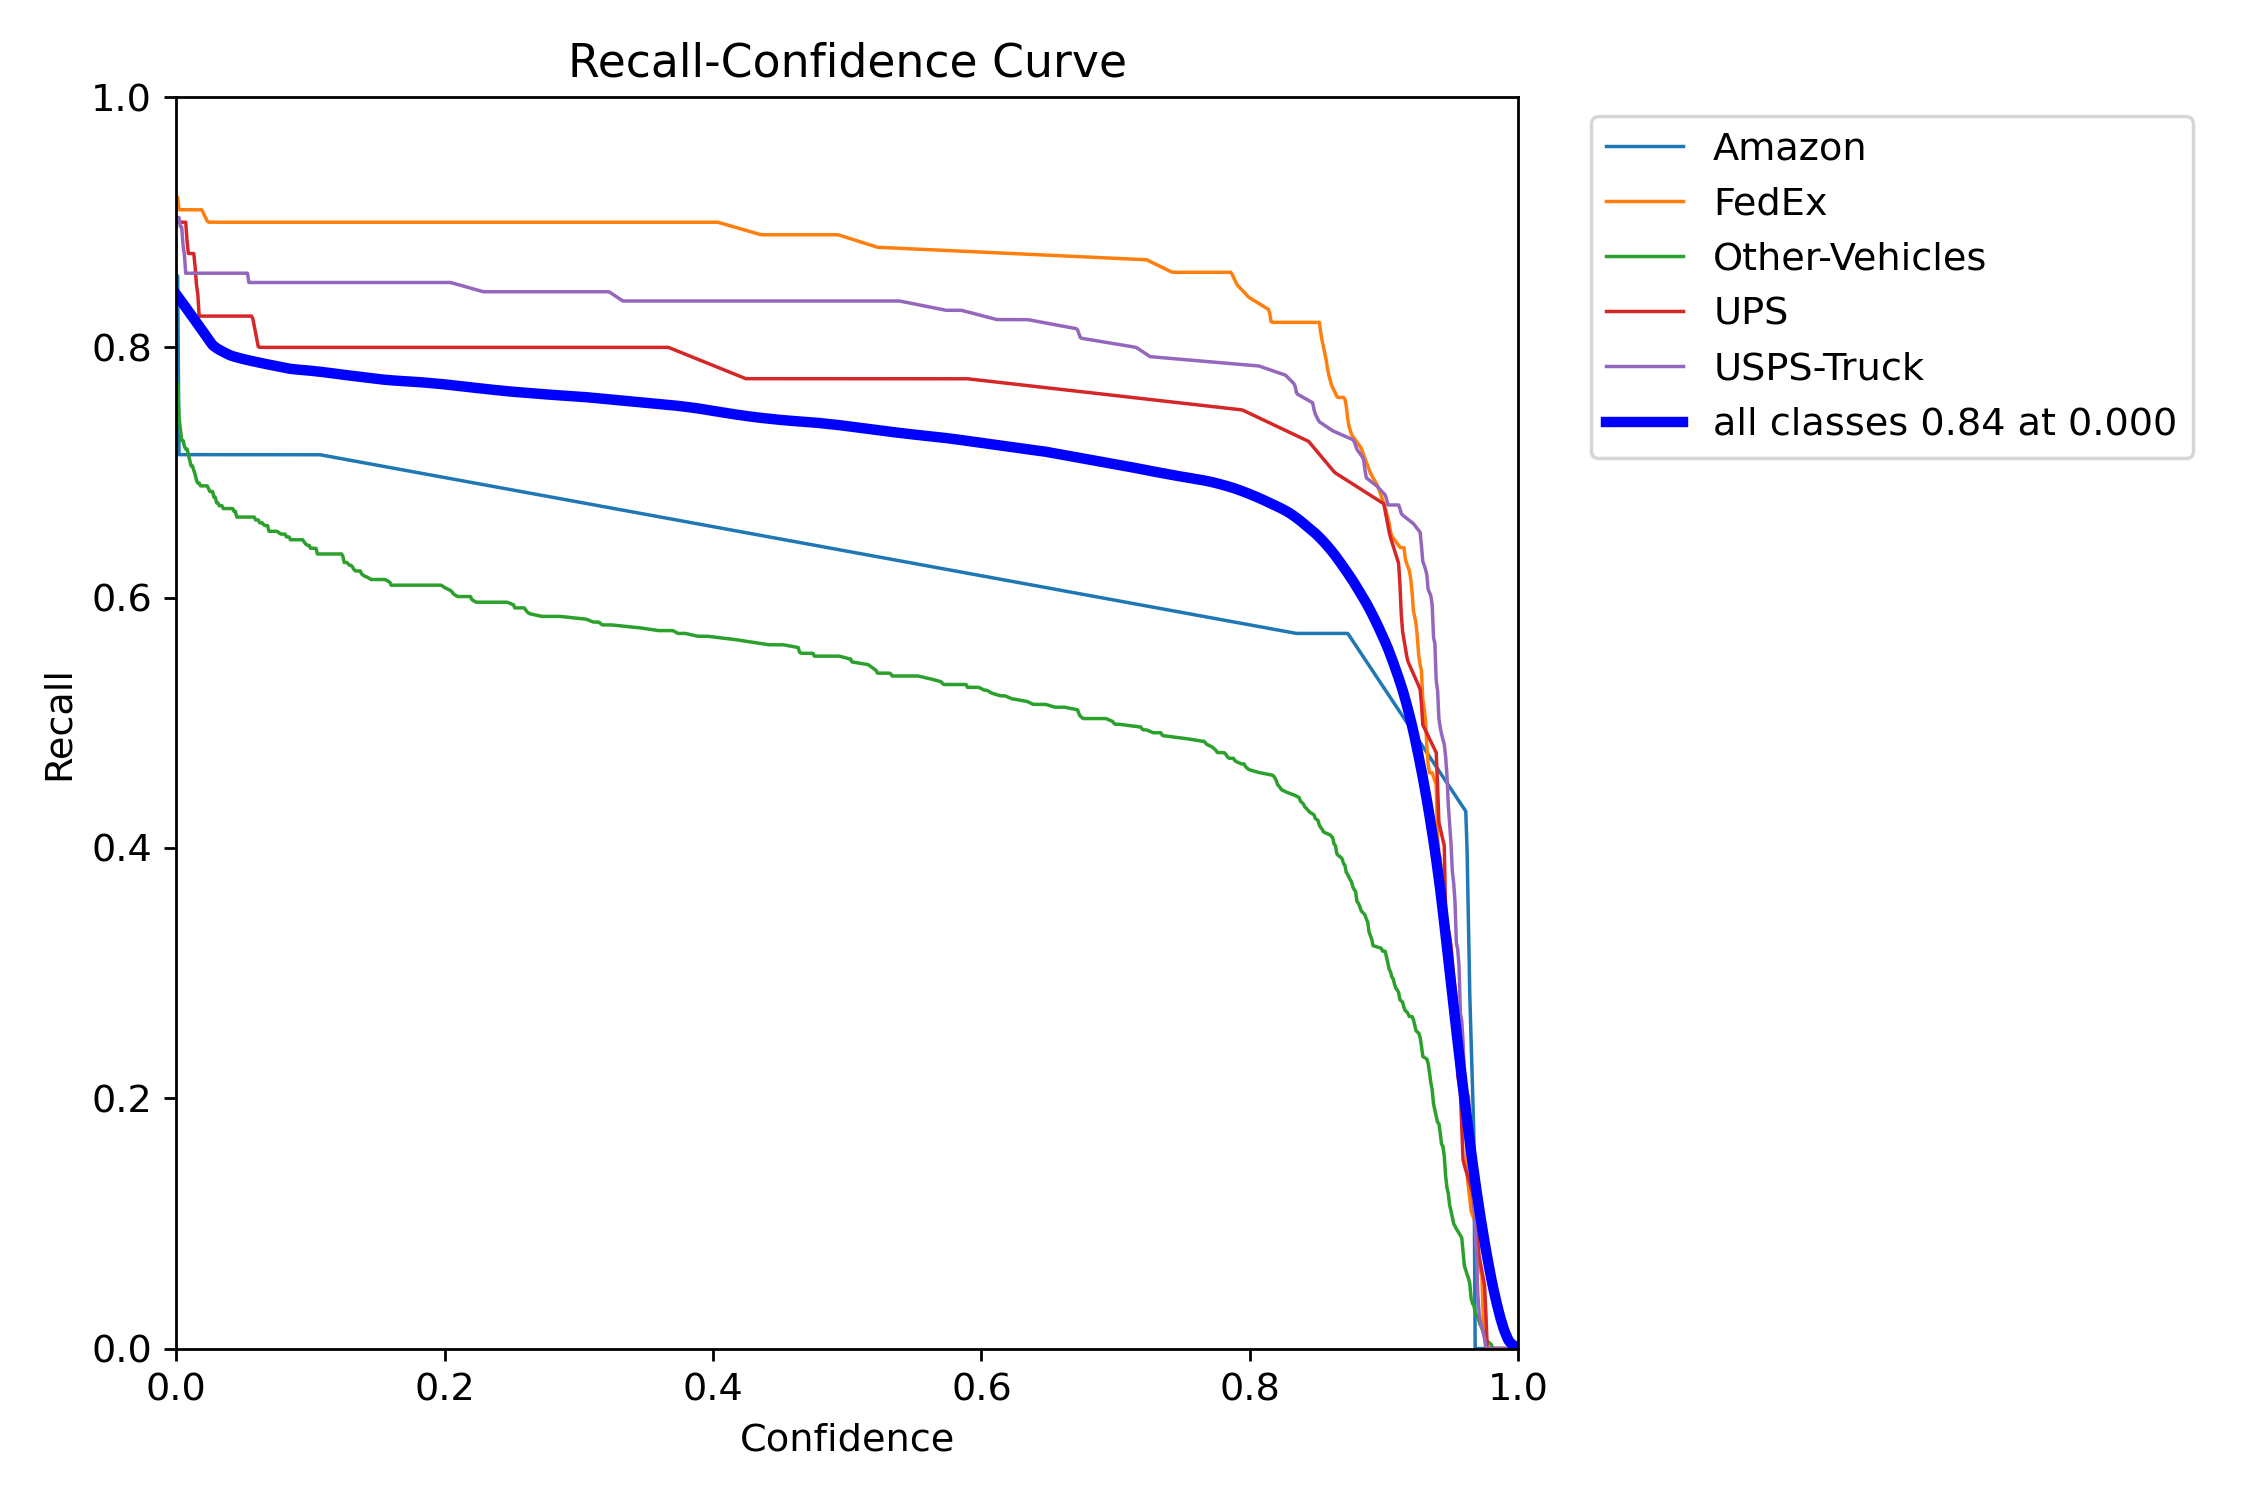 Recall-Confidence Curve
1.0
0.8
0.6
0.4
0.2
0.0
Recall
0.0 0.2 0.4 0.6 0.8 1.0
Confidence
Amazon
FedEx
Other-Vehicles
UPS
USPS-Truck
all classes 0.84 at 0.000